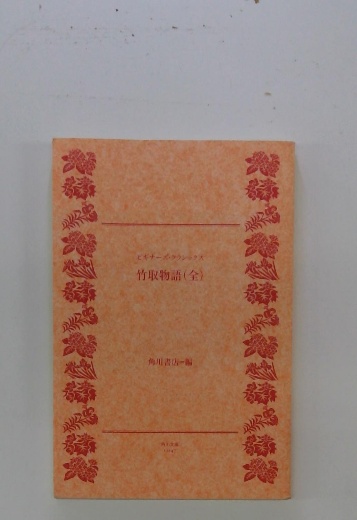 ビギナーズ・クラシックス
竹取物語(全)
角川書店=編